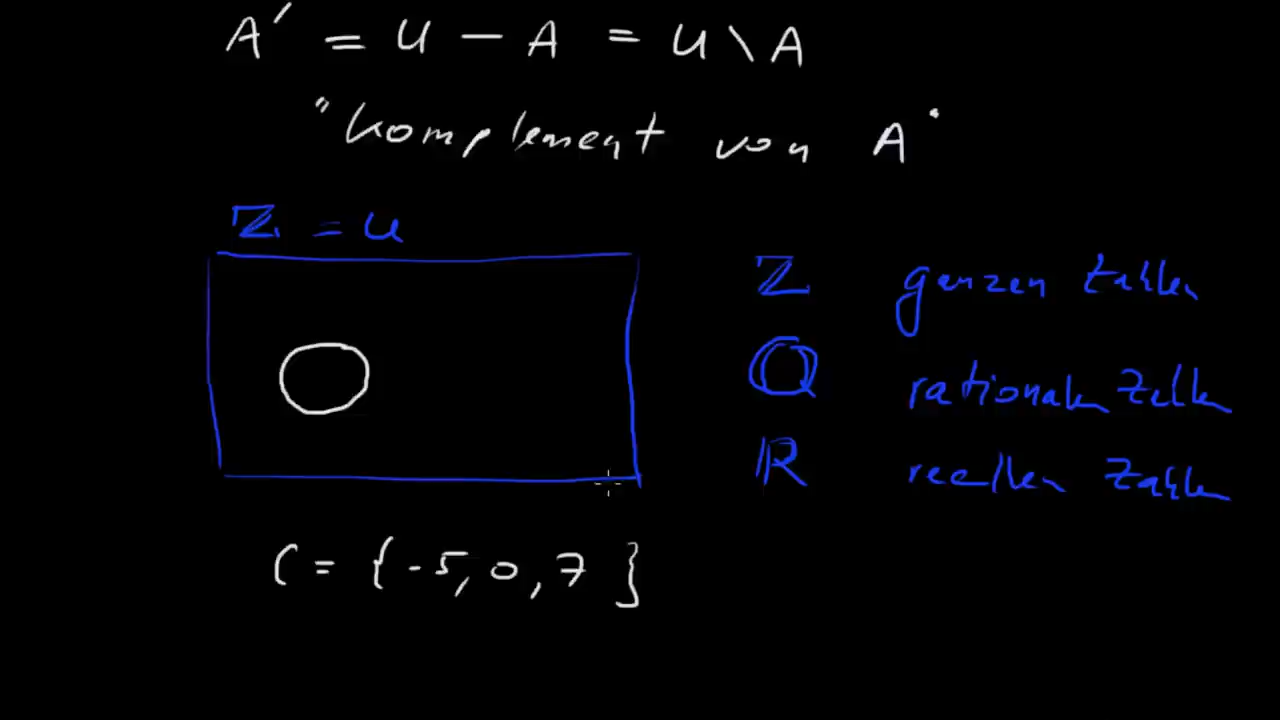 A′ = U − A = U \ A
"Komplement von A"
ℤ = U
ℤ ganzen Zahlen
ℚ rationalen Zahlen
ℝ reellen Zahlen
C = {-5, 0, 7}